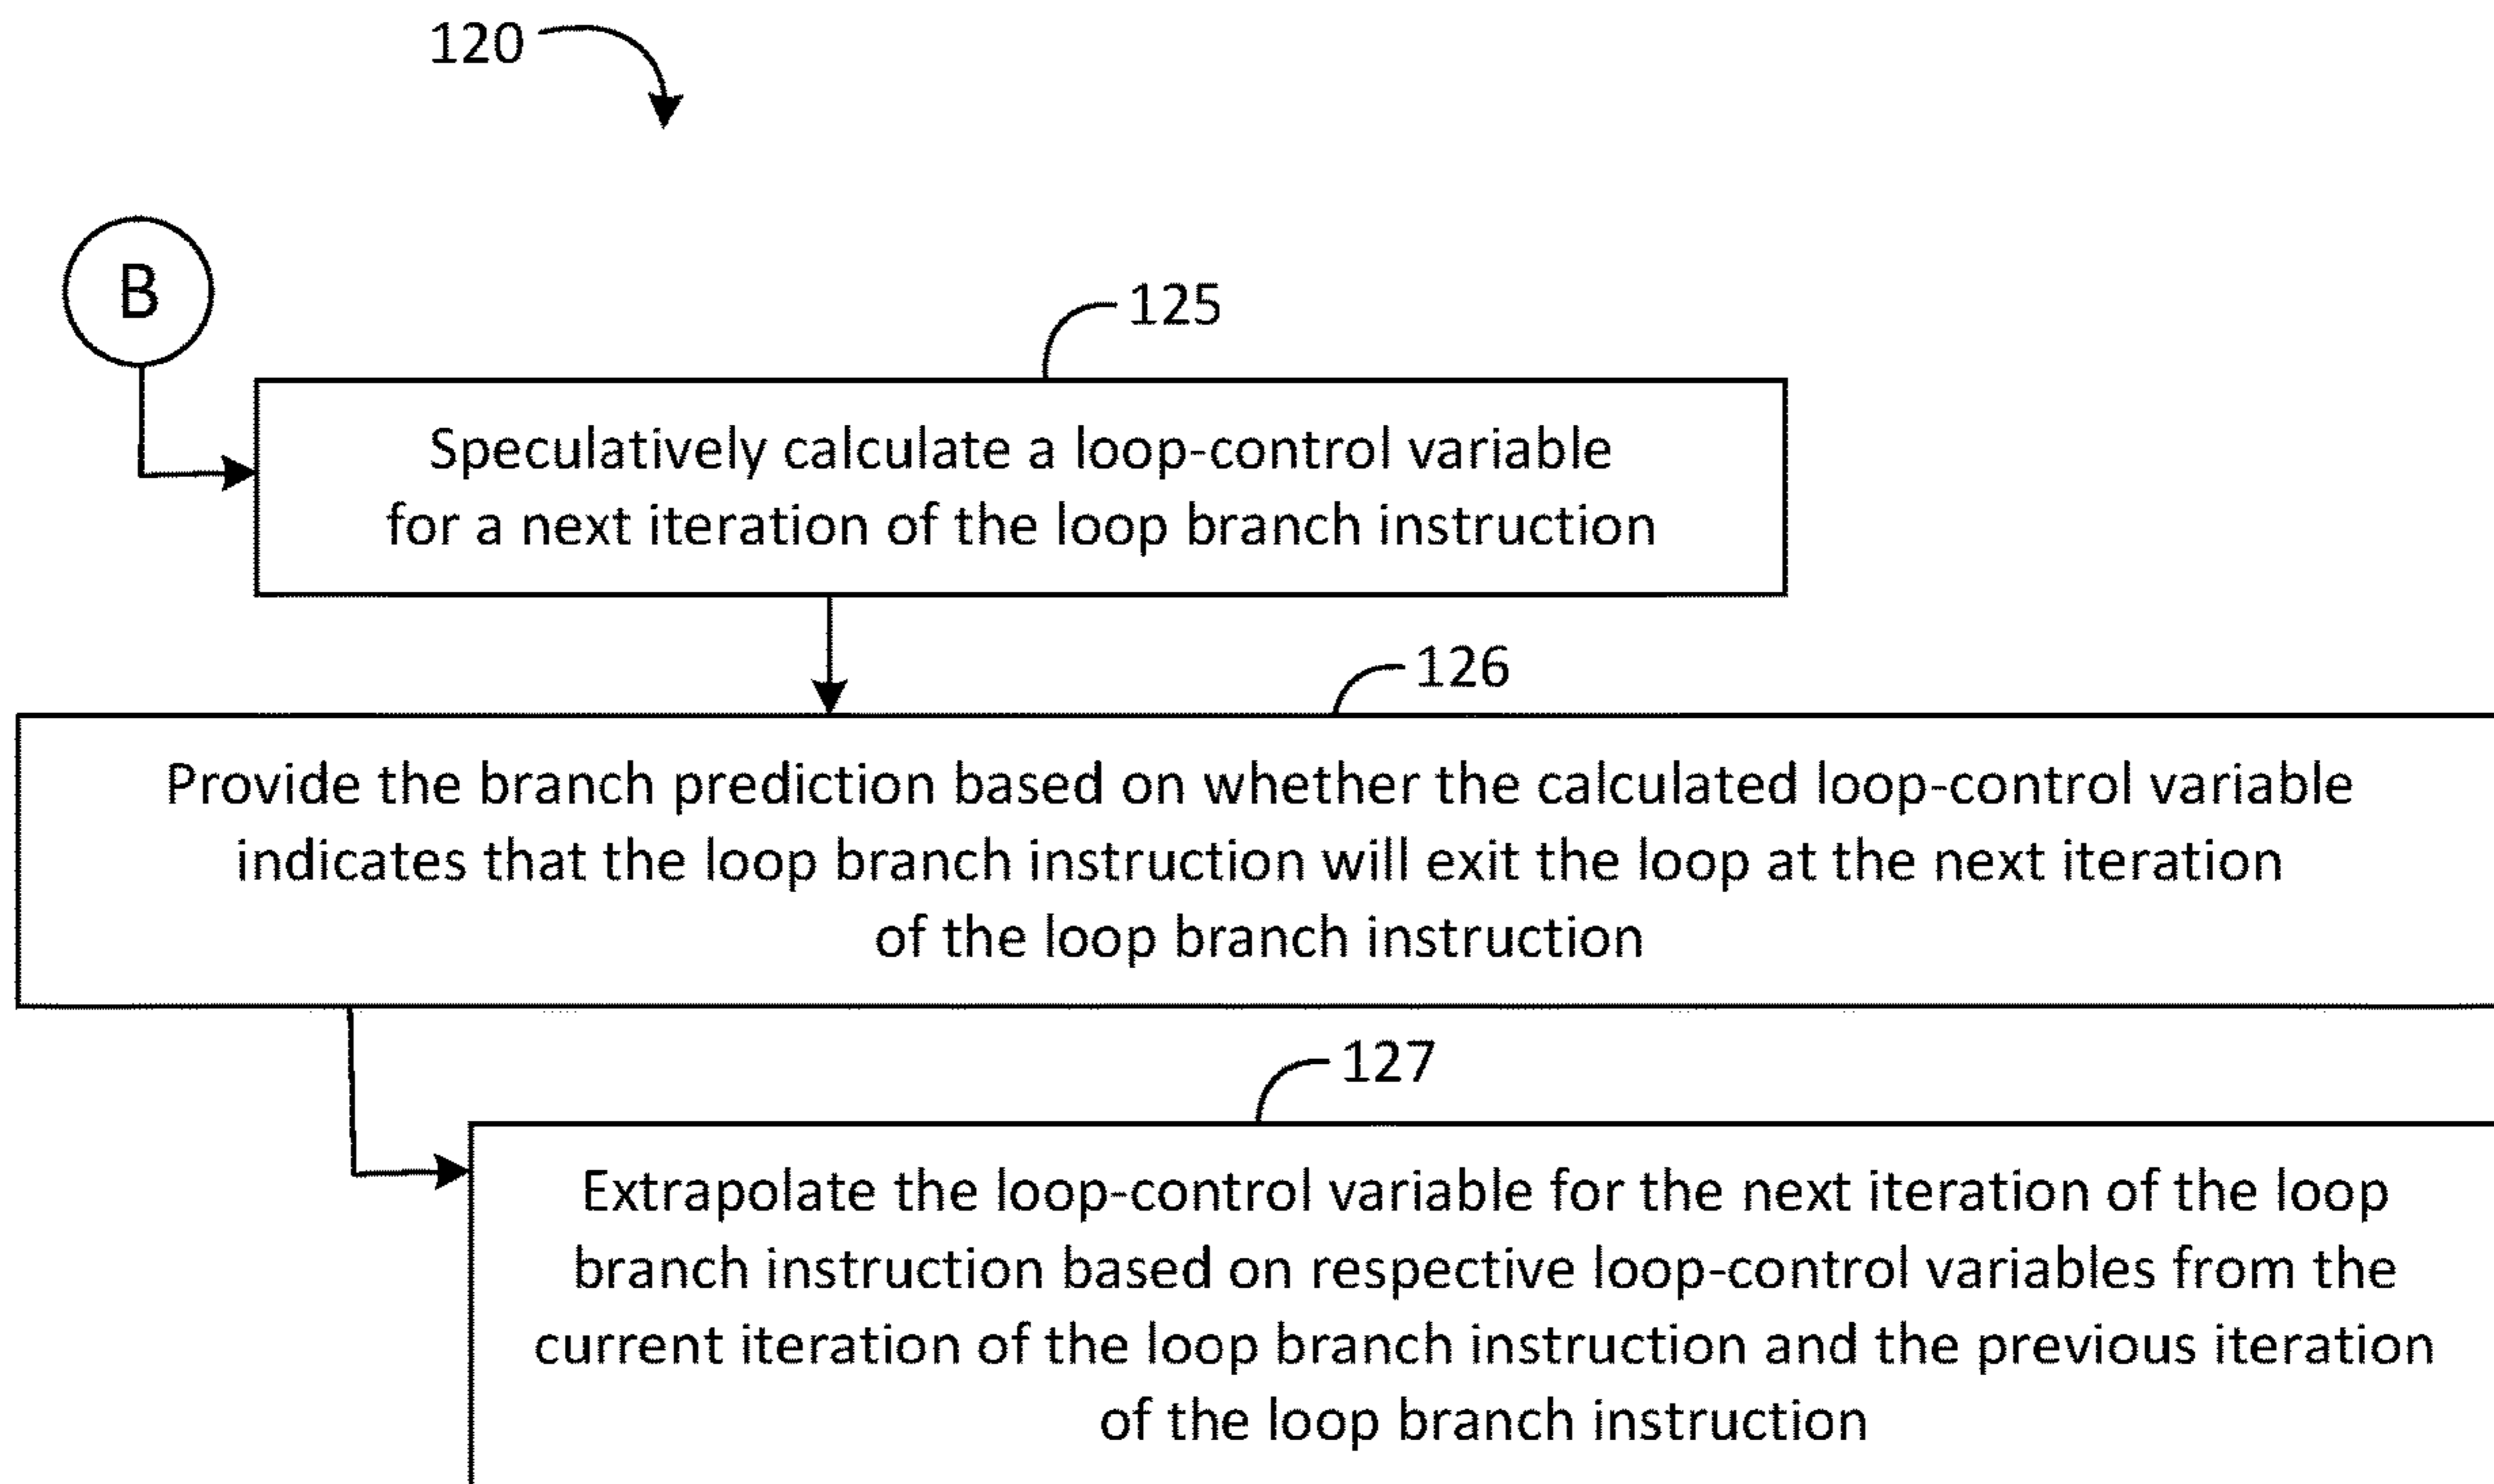 120
B
125
Speculatively calculate a loop-control variable
for a next iteration of the loop branch instruction
126
Provide the branch prediction based on whether the calculated loop-control variable
indicates that the loop branch instruction will exit the loop at the next iteration
of the loop branch instruction
127
Extrapolate the loop-control variable for the next iteration of the loop
branch instruction based on respective loop-control variables from the
current iteration of the loop branch instruction and the previous iteration
of the loop branch instruction